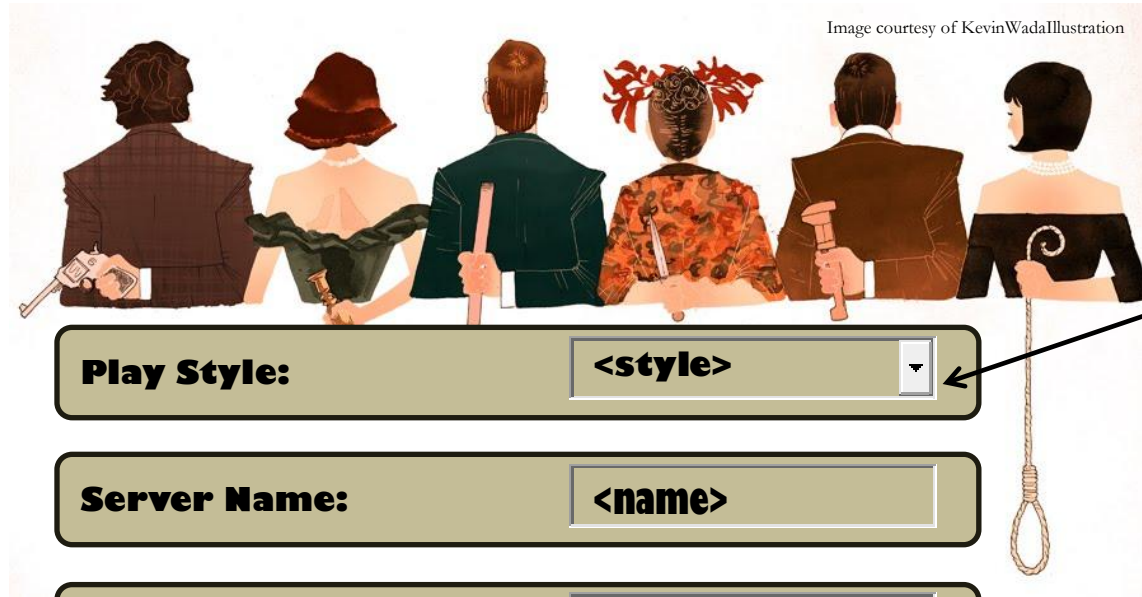 Image courtesy of KevinWadaIllustration
Play Style:
<style>
Server Name:
<name>